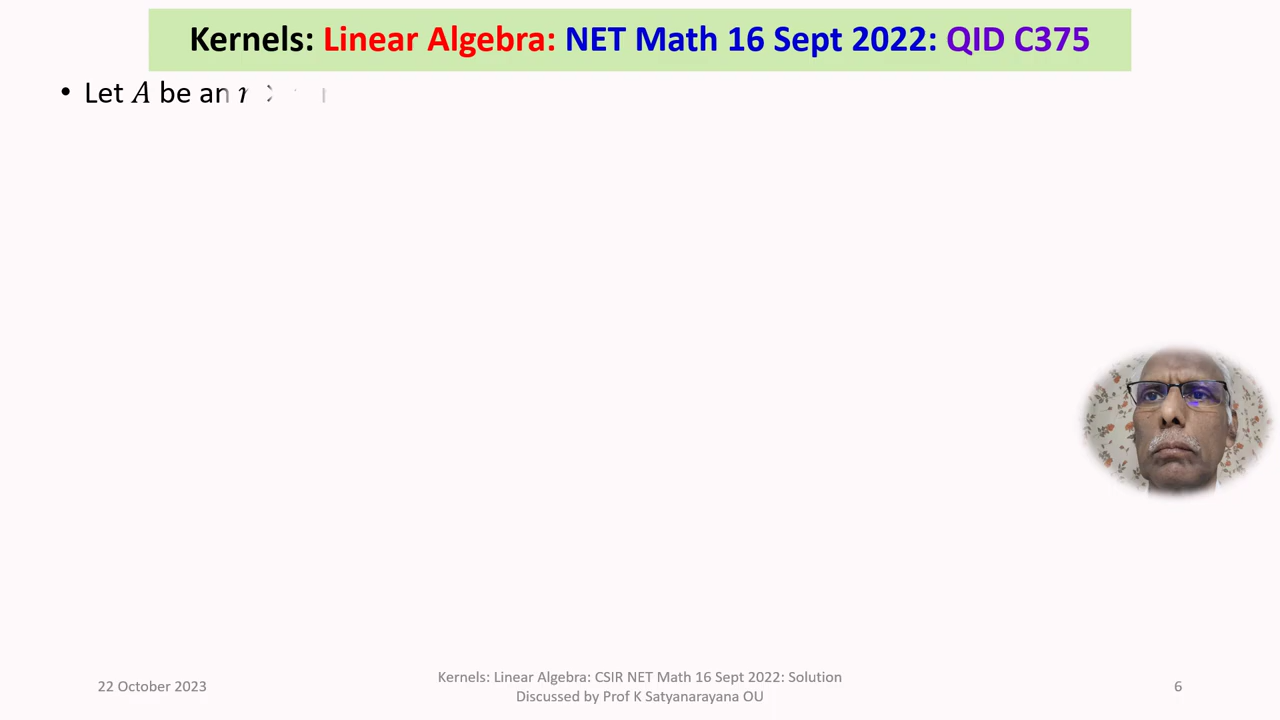 Kernels: Linear Algebra: NET Math 16 Sept 2022: QID C375
• Let A be an
22 October 2023
Kernels: Linear Algebra: CSIR NET Math 16 Sept 2022: Solution
Discussed by Prof K Satyanarayana OU
6